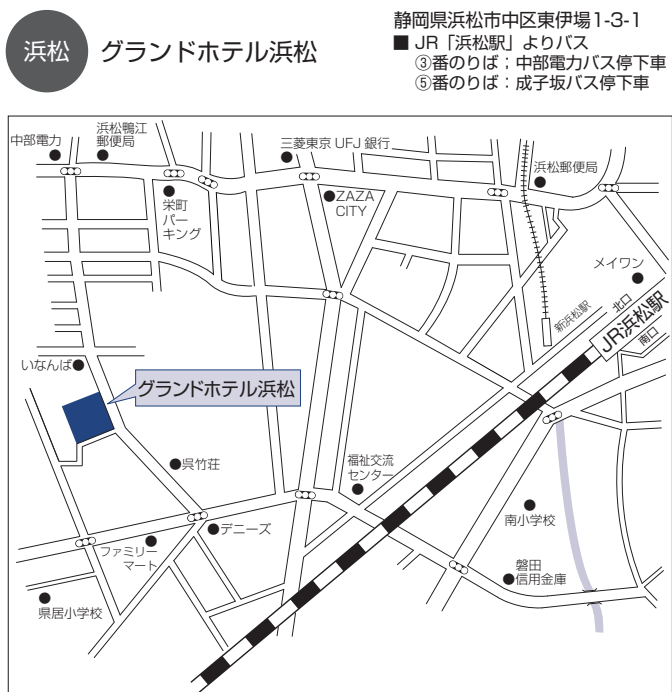 浜松
グランドホテル浜松
静岡県浜松市中区東伊場1-3-1
■ JR「浜松駅」よりバス
③番のりば：中部電力バス停下車
⑤番のりば：成子坂バス停下車
中部電力
浜松鴨江
郵便局
三菱東京UFJ銀行
浜松郵便局
栄町
パー
キング
ZAZA
CITY
メイワン
新浜松駅
北口
JR浜松駅
南口
いなんば
グランドホテル浜松
呉竹荘
福祉交流
センター
デニーズ
南小学校
ファミリー
マート
磐田
信用金庫
県居小学校